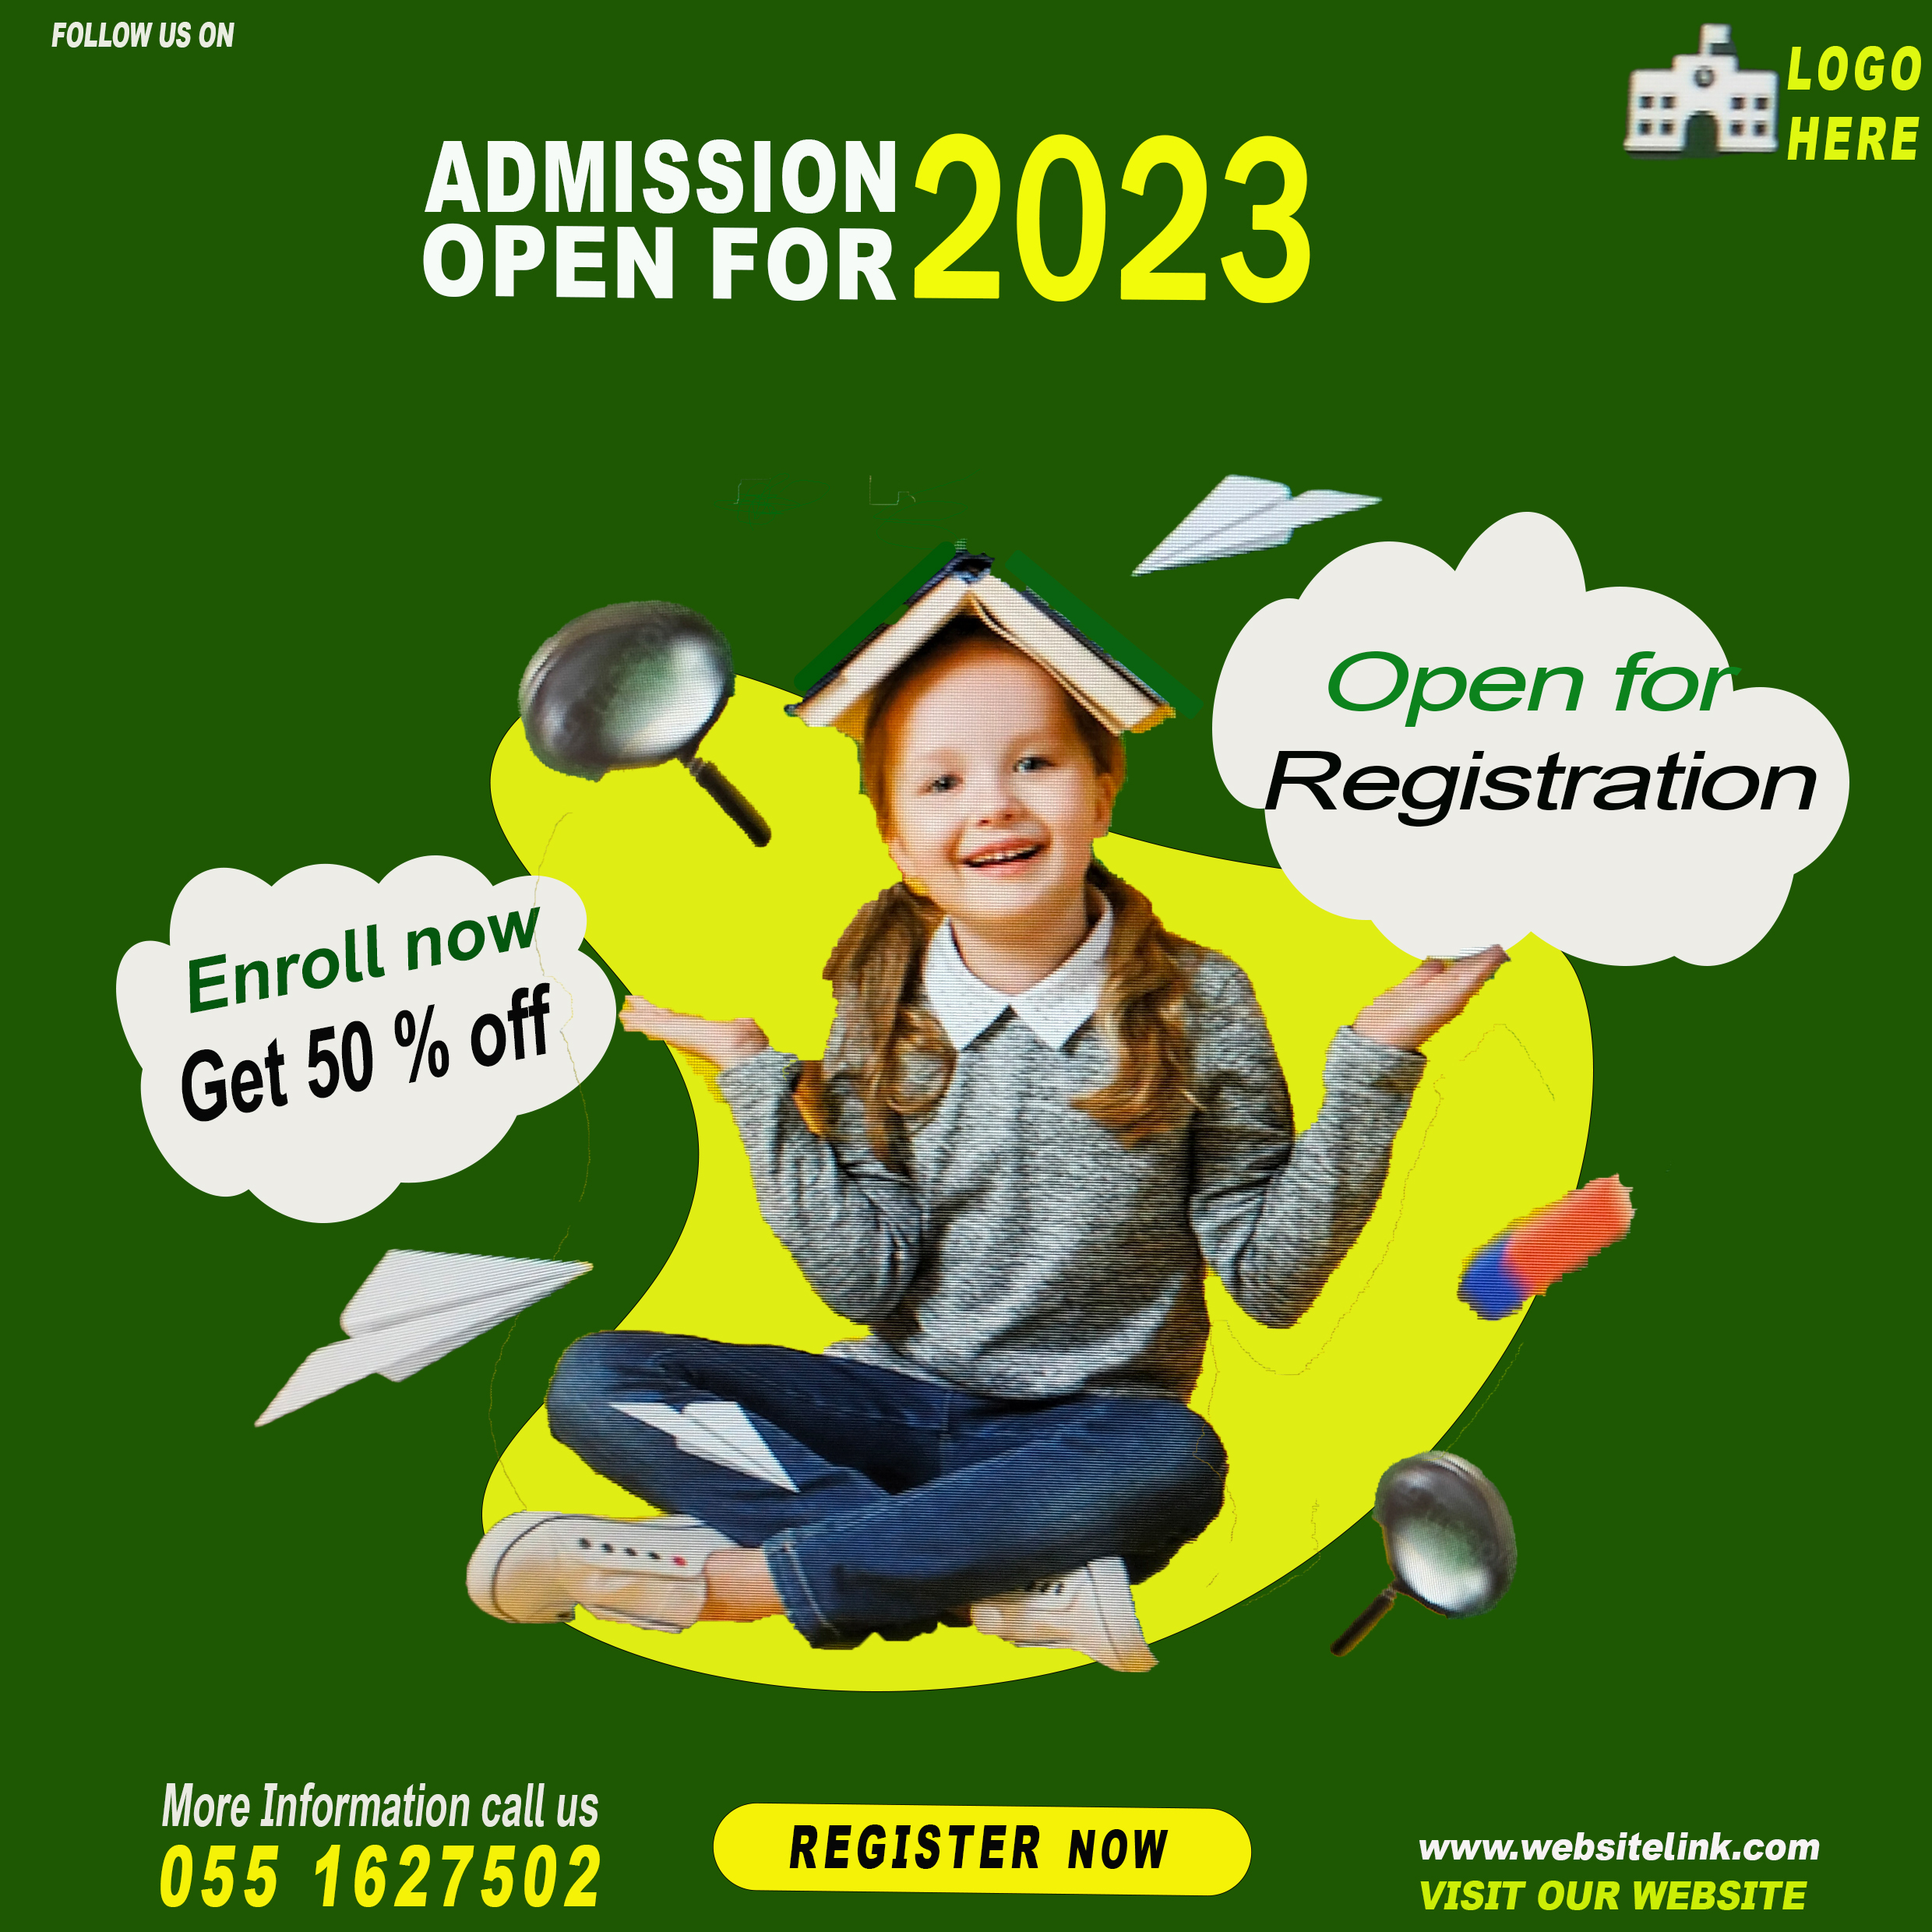 FOLLOW US ON
LOGO
HERE
ADMISSION
OPEN FOR
2023
Open for
Registration
Enroll now
Get 50 % off
More Information call us
055 1627502
REGISTER NOW
www.websitelink.com
VISIT OUR WEBSITE